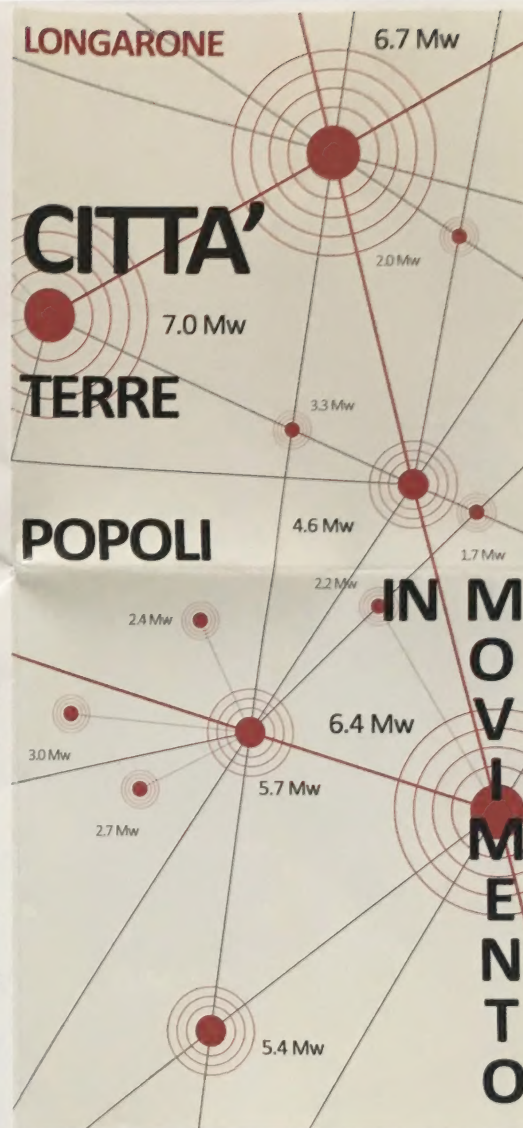 LONGARONE
6.7 Mw
CITTA'
2.0 Mw
7.0 Mw
TERRE
3.3 Mw
4.6 Mw
POPOLI
1.7 Mw
2.2 Mw
IN MOVIMENTO
2.4 Mw
6.4 Mw
3.0 Mw
5.7 Mw
2.7 Mw
5.4 Mw